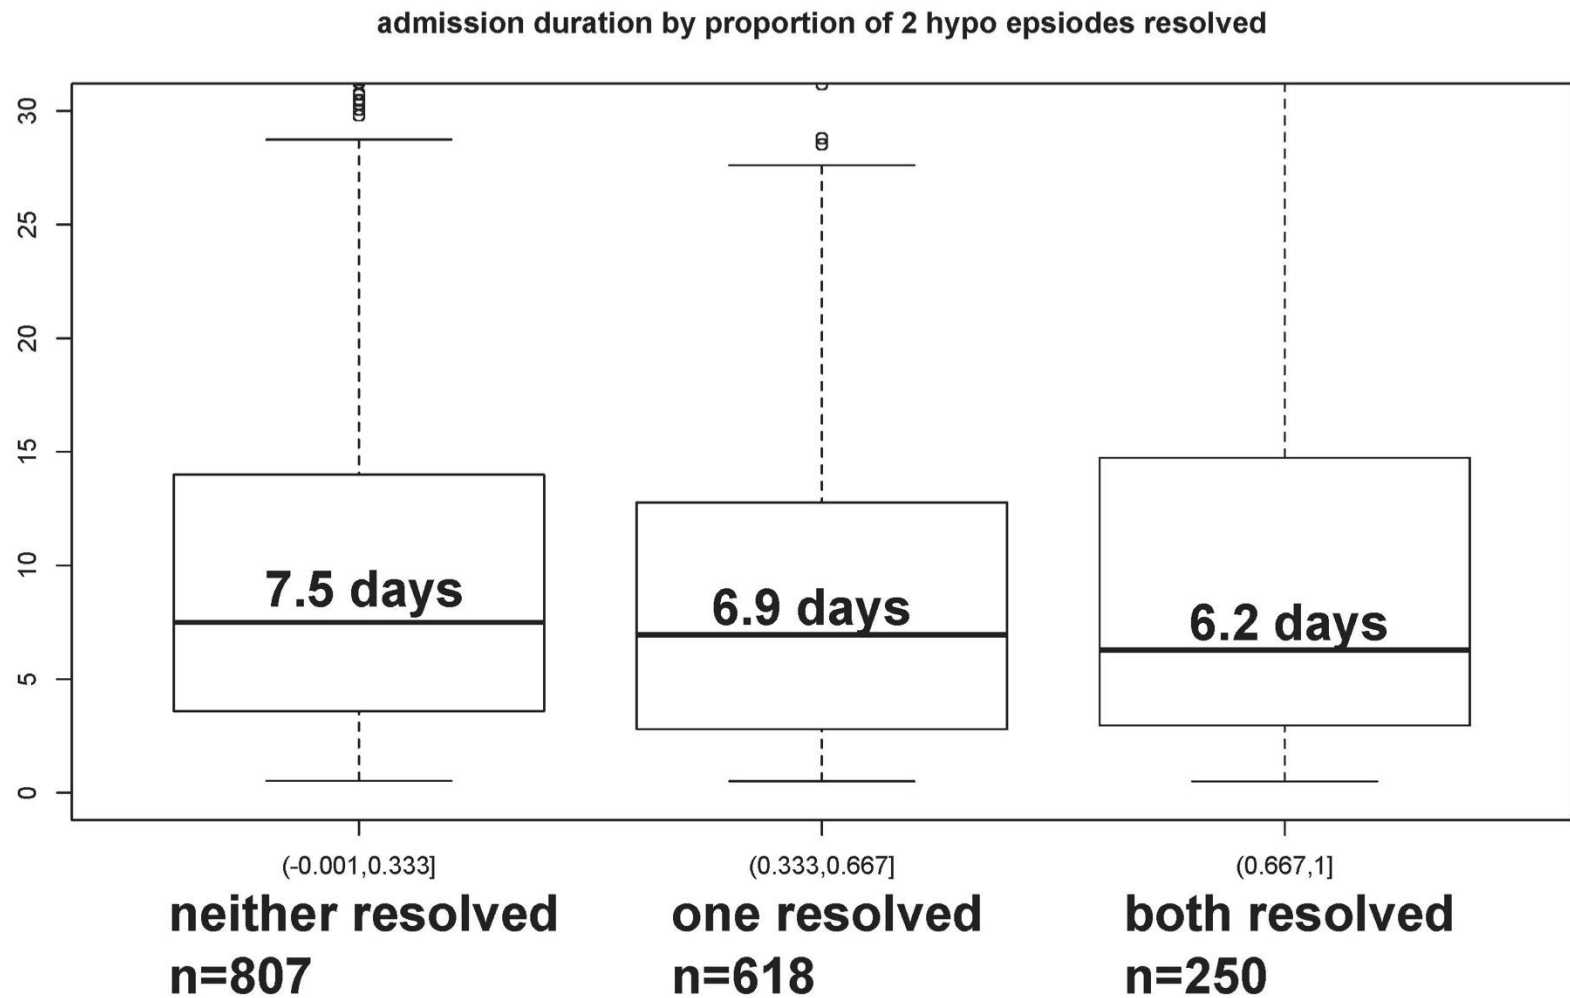 admission duration by proportion of 2 hypo epsiodes resolved
30
25
20
15
10
5
0
7.5 days
6.9 days
6.2 days
(-0.001,0.333]
(0.333,0.667]
(0.667,1]
neither resolved
one resolved
both resolved
n=807
n=618
n=250